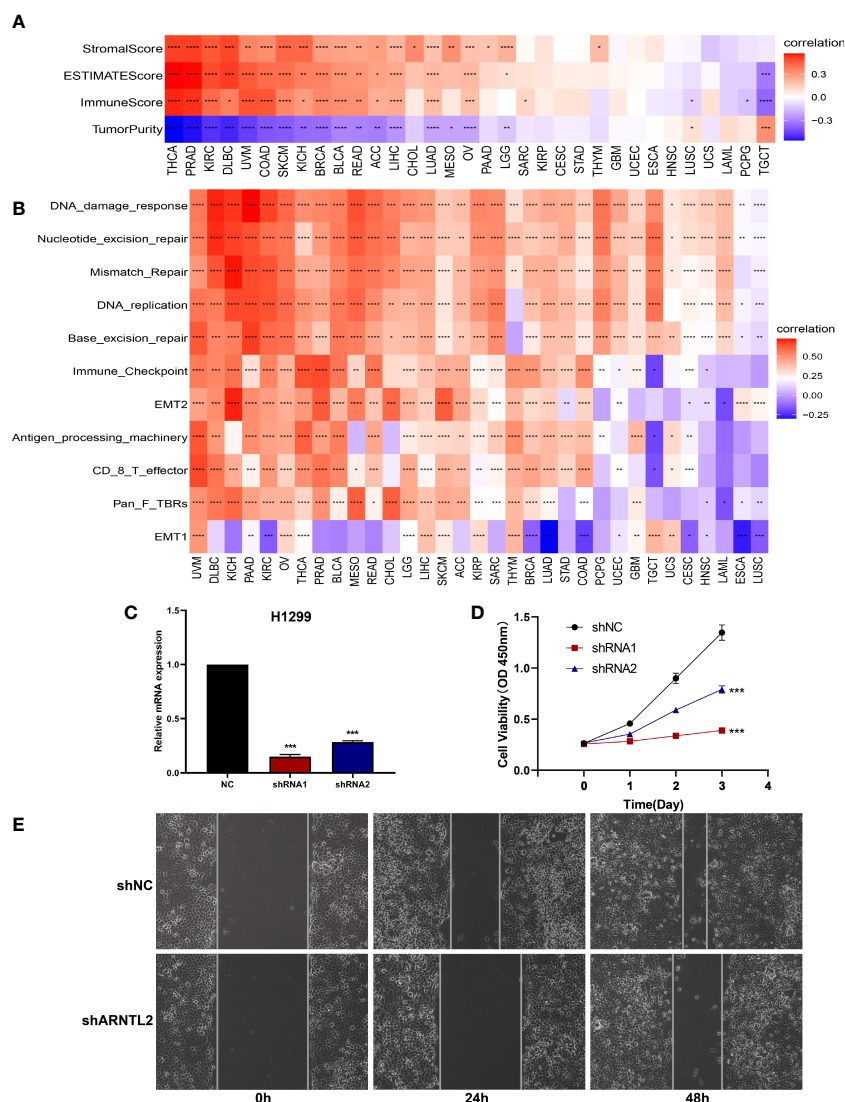 A
StromalScore
ESTIMATEScore
ImmuneScore
TumorPurity
correlation
0.3
0.0
−0.3
THCA PRAD KIRC DLBC UVM COAD SKCM KICH BRCA BLCA READ ACC LIHC CHOL LUAD MESO OV PAAD LGG SARC KIRP CESC STAD THYM GBM UCEC ESCA HNSC LUSC UCS LAML PCPG TGCT
B
DNA_damage_response
Nucleotide_excision_repair
Mismatch_Repair
DNA_replication
Base_excision_repair
Immune_Checkpoint
EMT2
Antigen_processing_machinery
CD_8_T_effector
Pan_F_TBRs
EMT1
correlation
0.50
0.25
0.00
−0.25
UVM DLBC KICH PAAD KIRC OV THCA PRAD BLCA MESO READ CHOL LGG LIHC SKCM ACC KIRP SARC THYM BRCA LUAD STAD COAD PCPG UCEC GBM TGCT UCS CESC HNSC LAML ESCA LUSC
C
H1299
Relative mRNA expression
1.5
1.0
0.5
0.0
*** ***
NC shRNA1 shRNA2
D
Cell Viability (OD 450nm)
1.5
1.0
0.5
0.0
shNC
shRNA1
shRNA2
***
***
0 1 2 3 4
Time(Day)
E
shNC
shARNTL2
0h 24h 48h